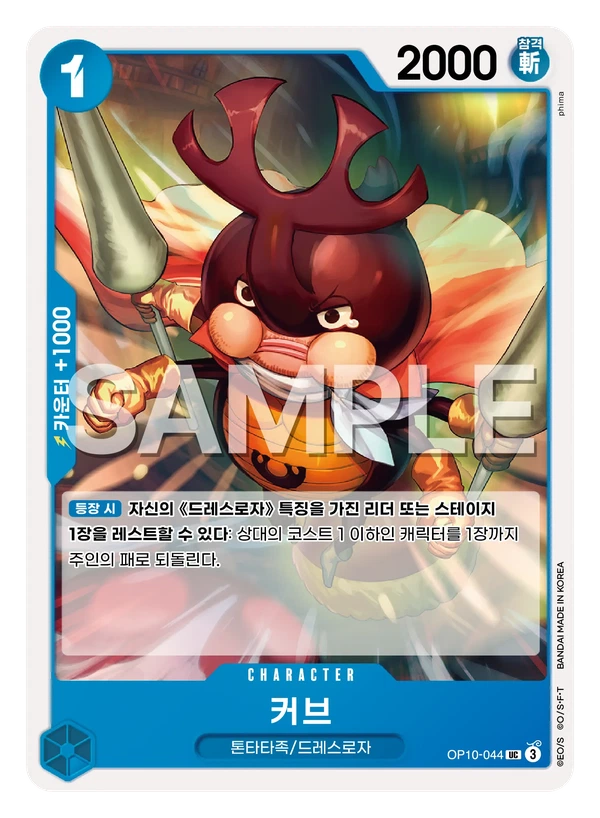 1
2000
참격
斬
phima
카운터 +1000
SAMPLE
등장 시 자신의 《드레스로자》 특징을 가진 리더 또는 스테이지
1장을 레스트할 수 있다: 상대의 코스트 1 이하인 캐릭터를 1장까지
주인의 패로 되돌린다.
CHARACTER
커브
톤타타족/드레스로자
OP10-044 UC 3
©EO/S ©O/S·F·T BANDAI MADE IN KOREA